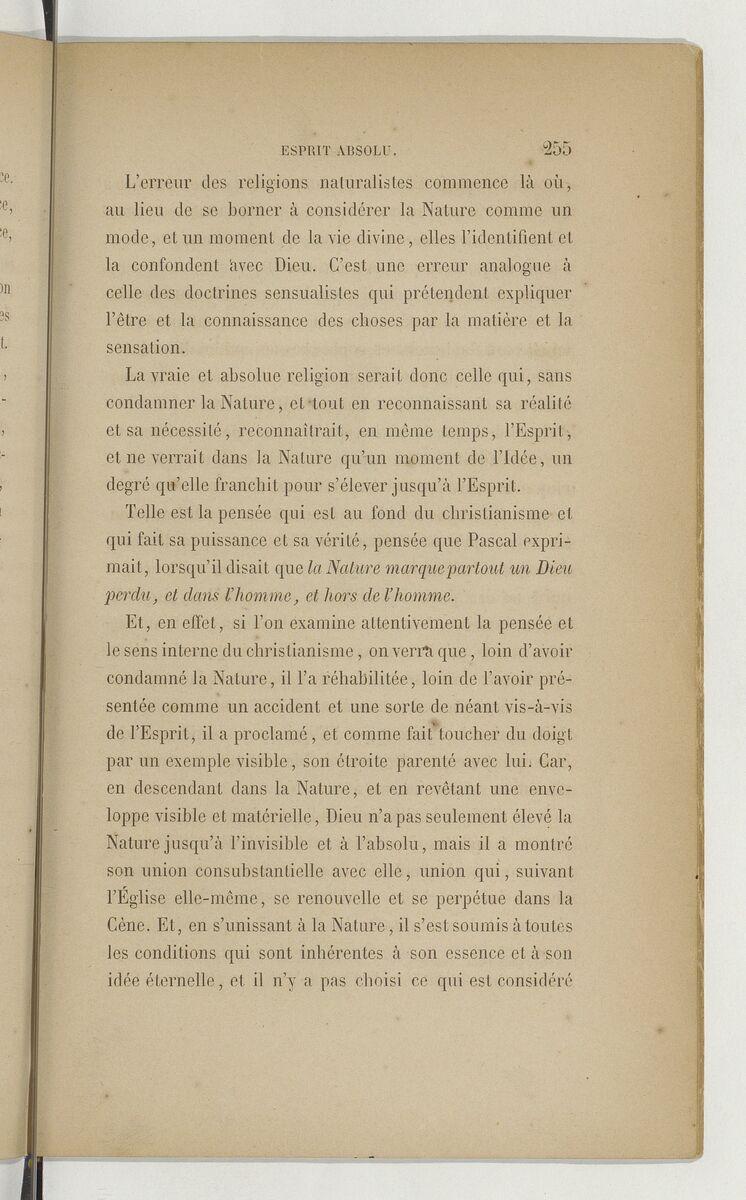 ESPRIT ABSOLU. 255
L'erreur des religions naturalistes commence là où,
au lieu de se borner à considérer la Nature comme un
mode, et un moment de la vie divine, elles l'identifient et
la confondent avec Dieu. C'est une erreur analogue à
celle des doctrines sensualistes qui prétendent expliquer
l'être et la connaissance des choses par la matière et la
sensation.
La vraie et absolue religion serait donc celle qui, sans
condamner la Nature, et tout en reconnaissant sa réalité
et sa nécessité, reconnaîtrait, en même temps, l'Esprit,
et ne verrait dans la Nature qu'un moment de l'Idée, un
degré qu'elle franchit pour s'élever jusqu'à l'Esprit.
Telle est la pensée qui est au fond du christianisme et
qui fait sa puissance et sa vérité, pensée que Pascal expri-
mait, lorsqu'il disait que la Nature marque partout un Dieu
perdu, et dans l'homme, et hors de l'homme.
Et, en effet, si l'on examine attentivement la pensée et
le sens interne du christianisme, on verra que, loin d'avoir
condamné la Nature, il l'a réhabilitée, loin de l'avoir pré-
sentée comme un accident et une sorte de néant vis-à-vis
de l'Esprit, il a proclamé, et comme fait toucher du doigt
par un exemple visible, son étroite parenté avec lui. Car,
en descendant dans la Nature, et en revêtant une enve-
loppe visible et matérielle, Dieu n'a pas seulement élevé la
Nature jusqu'à l'invisible et à l'absolu, mais il a montré
son union consubstantielle avec elle, union qui, suivant
l'Église elle-même, se renouvelle et se perpétue dans la
Cène. Et, en s'unissant à la Nature, il s'est soumis à toutes
les conditions qui sont inhérentes à son essence et à son
idée éternelle, et il n'y a pas choisi ce qui est considéré